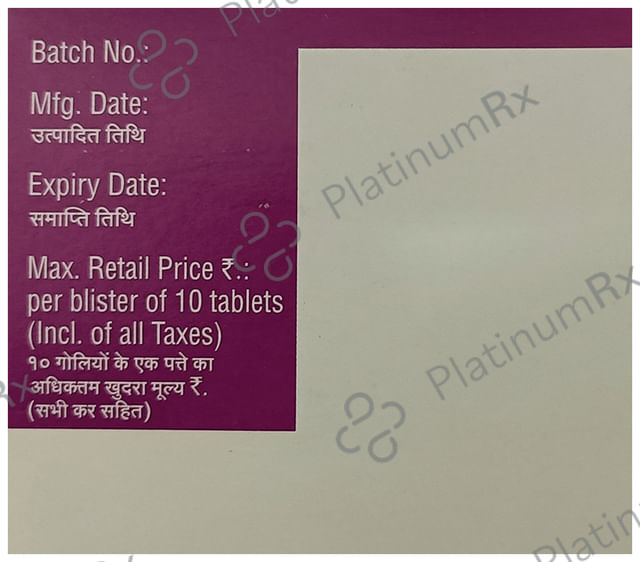 Batch No.:
Mfg. Date:
उत्पादित तिथि
Expiry Date:
समाप्ति तिथि
Max. Retail Price ₹.:
per blister of 10 tablets
(Incl. of all Taxes)
१० गोलियों के एक पत्ते का
अधिकतम खुदरा मूल्य ₹.
(सभी कर सहित)
PlatinumRx
PlatinumRx